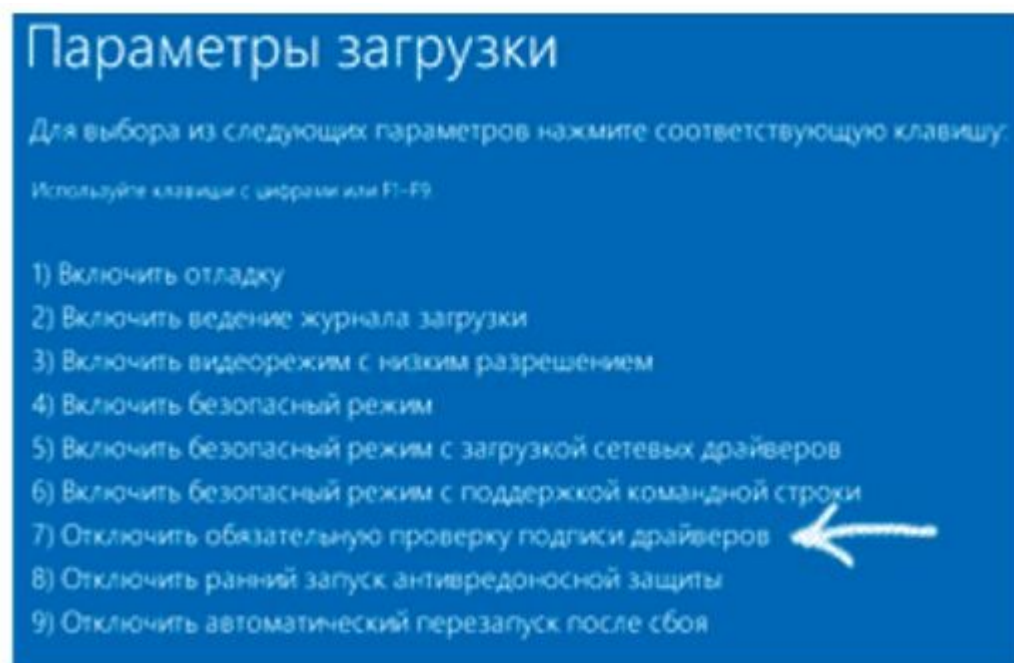 Параметры загрузки
Для выбора из следующих параметров нажмите соответствующую клавишу:
Используйте клавиши с цифрами или F1-F9.
1) Включить отладку
2) Включить ведение журнала загрузки
3) Включить видеорежим с низким разрешением
4) Включить безопасный режим
5) Включить безопасный режим с загрузкой сетевых драйверов
6) Включить безопасный режим с поддержкой командной строки
7) Отключить обязательную проверку подписи драйверов
8) Отключить ранний запуск антивредоносной защиты
9) Отключить автоматический перезапуск после сбоя